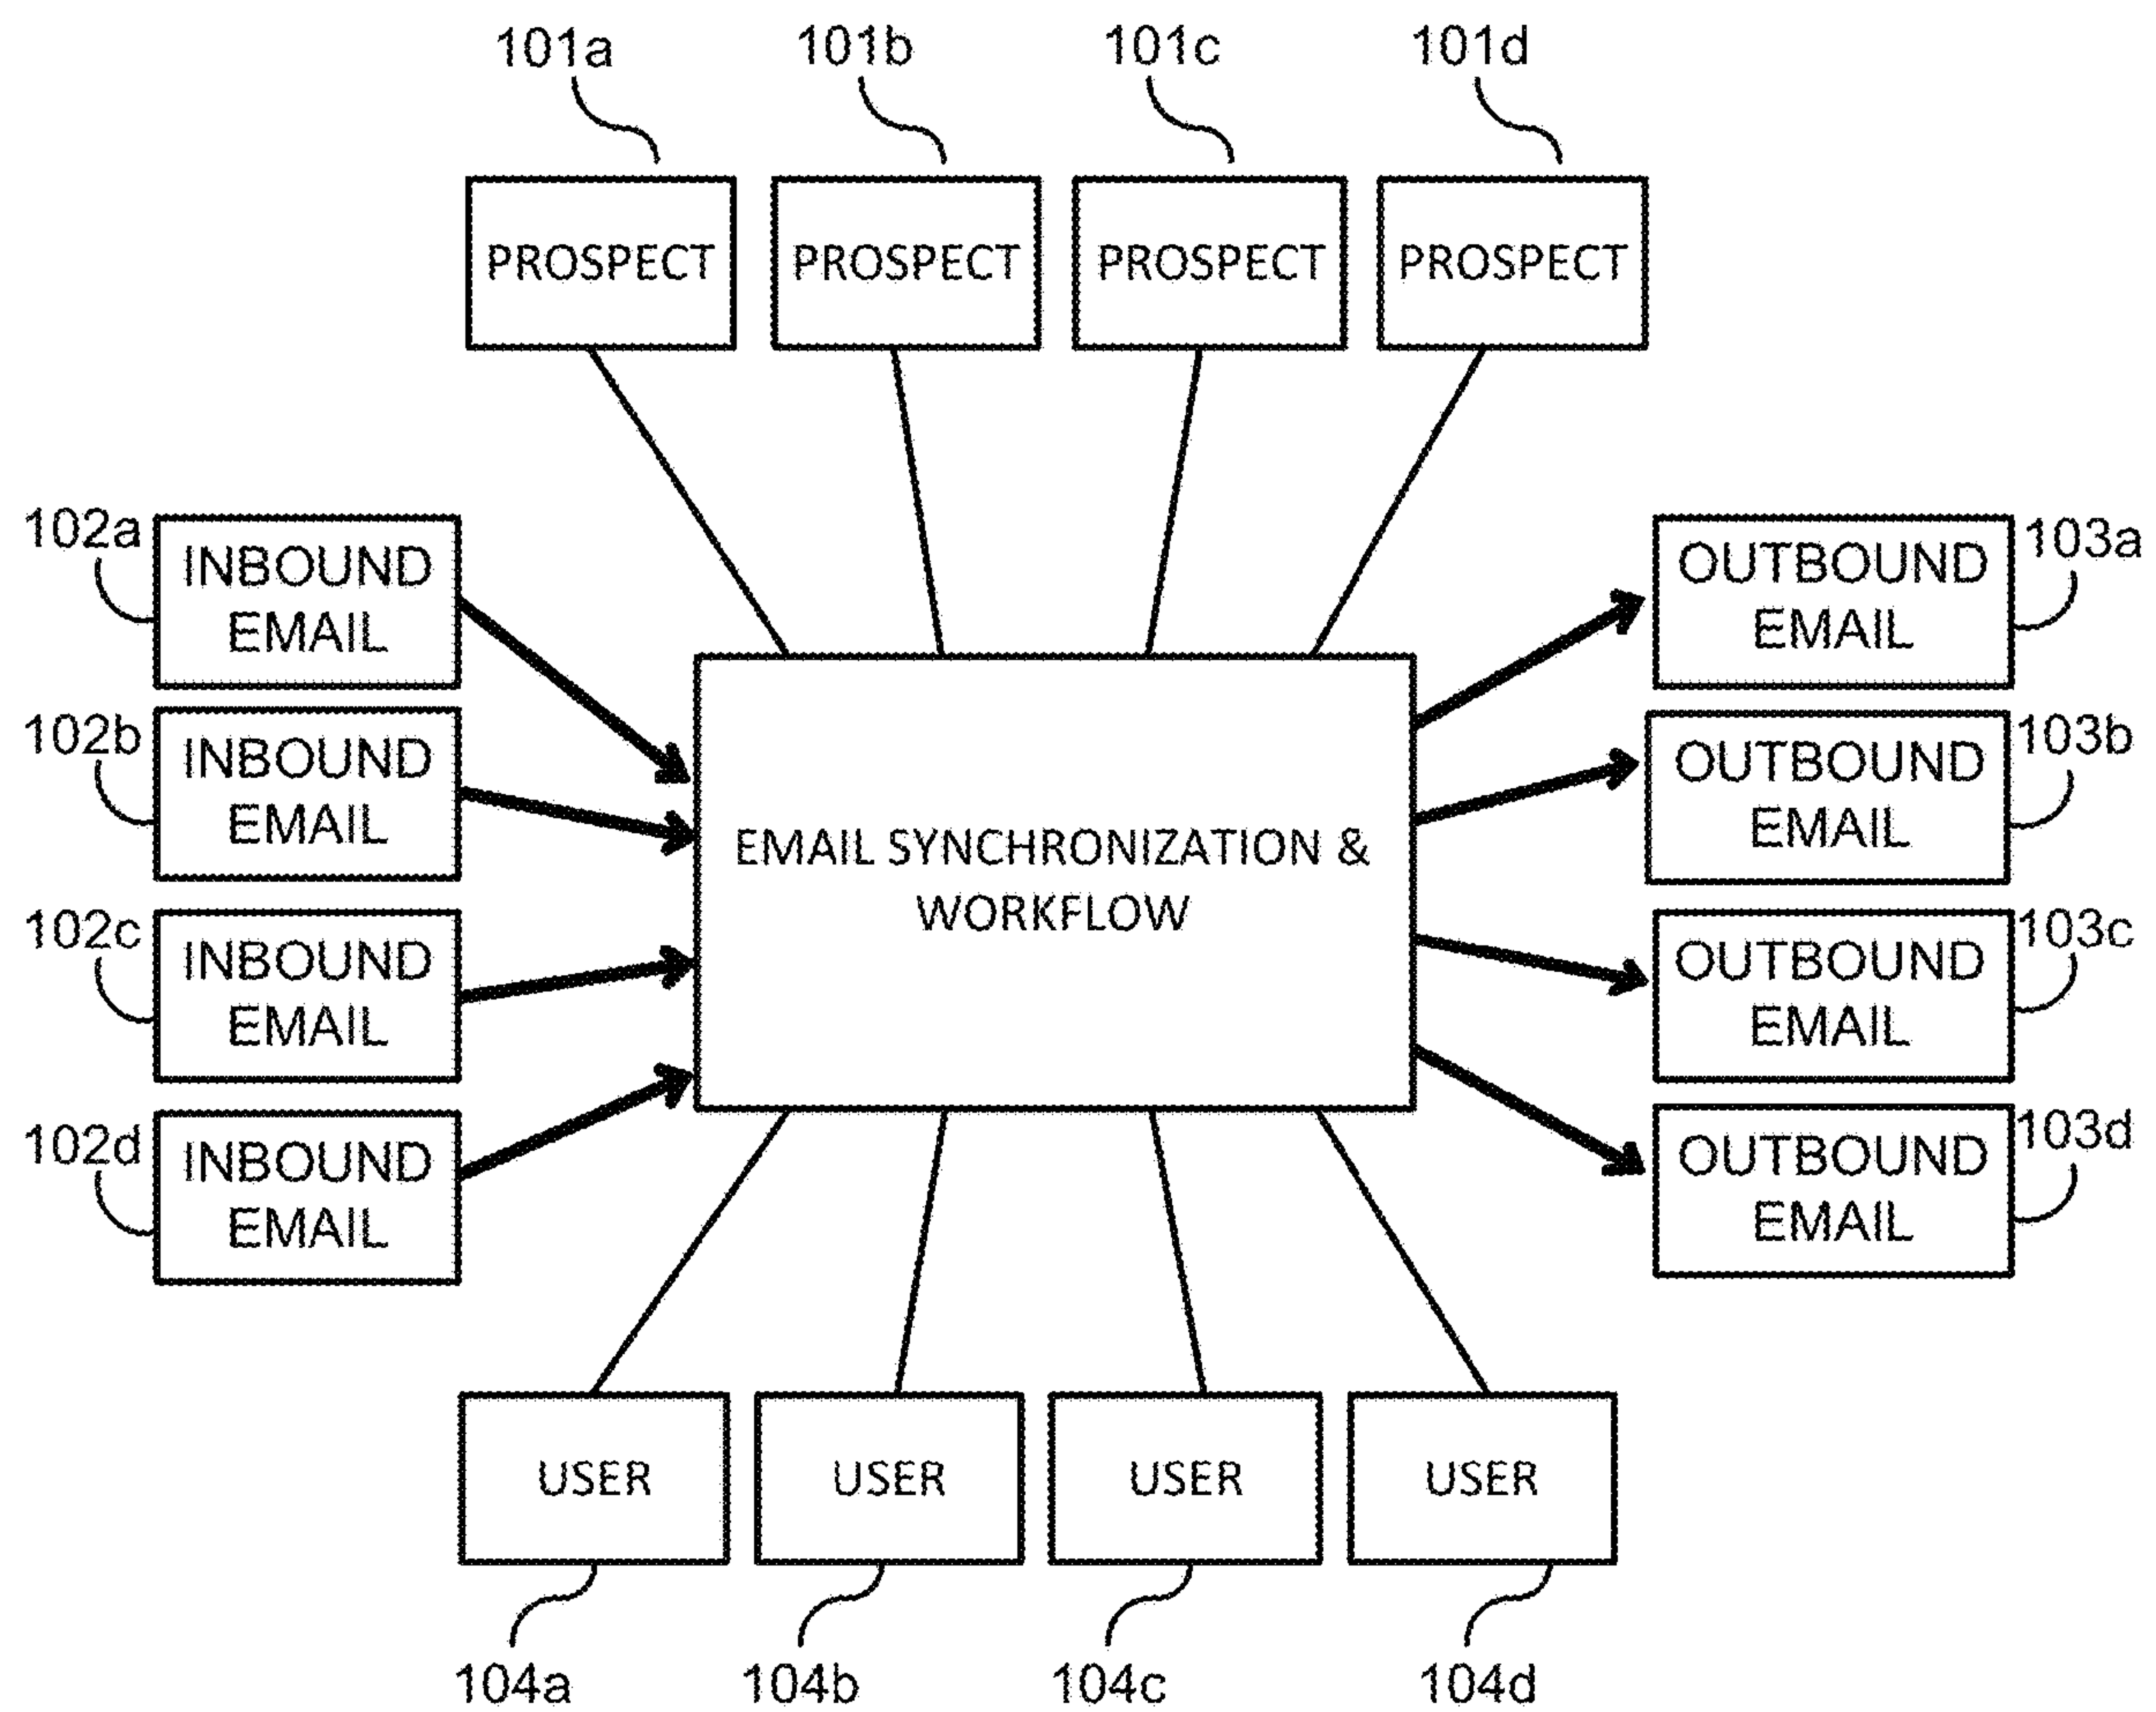 101a
101b
101c
101d
PROSPECT
PROSPECT
PROSPECT
PROSPECT
102a
INBOUND
EMAIL
102b
INBOUND
EMAIL
102c
INBOUND
EMAIL
102d
INBOUND
EMAIL
EMAIL SYNCHRONIZATION &
WORKFLOW
OUTBOUND
EMAIL
103a
OUTBOUND
EMAIL
103b
OUTBOUND
EMAIL
103c
OUTBOUND
EMAIL
103d
USER
USER
USER
USER
104a
104b
104c
104d